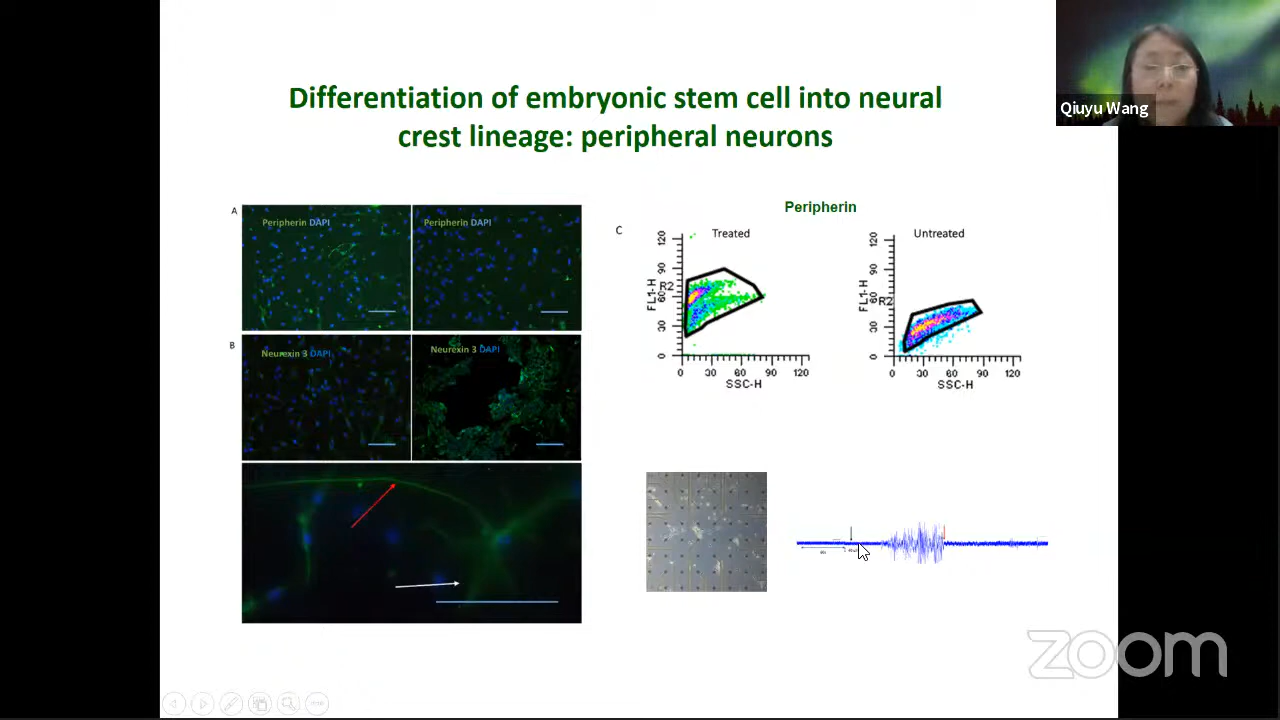 Differentiation of embryonic stem cell into neural
crest lineage: peripheral neurons
Qiuyu Wang
A
Peripherin DAPI
Peripherin DAPI
B
Neurexin 3 DAPI
Neurexin 3 DAPI
Peripherin
C
Treated
Untreated
120
90
R2
60
30
0
FL1-H
0 30 60 90 120
SSC-H
120
90
R2
60
30
0
FL1-H
0 30 60 90 120
SSC-H
zoom